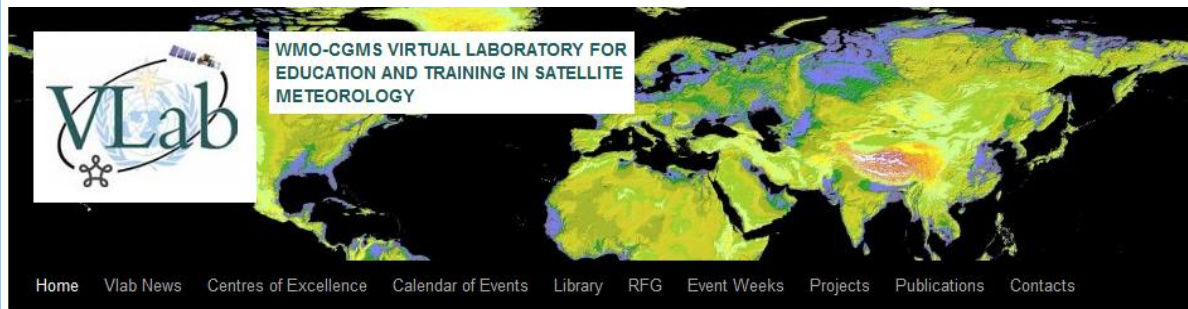 VLab
WMO-CGMS VIRTUAL LABORATORY FOR
EDUCATION AND TRAINING IN SATELLITE
METEOROLOGY
Home Vlab News Centres of Excellence Calendar of Events Library RFG Event Weeks Projects Publications Contacts